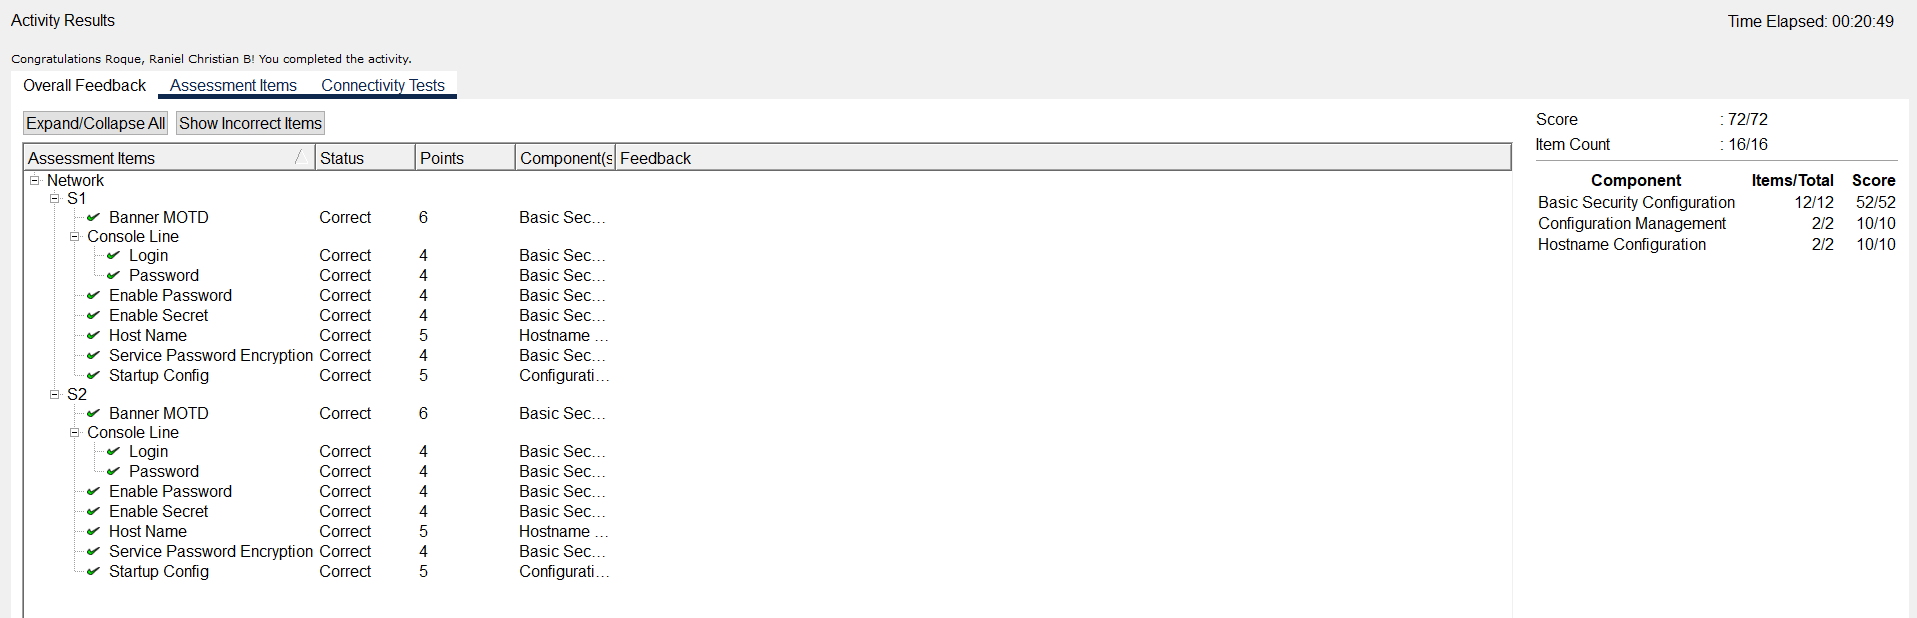 Activity Results
Time Elapsed: 00:20:49
Congratulations Roque, Raniel Christian B! You completed the activity.
Overall Feedback Assessment Items Connectivity Tests
Expand/Collapse All Show Incorrect Items
Assessment Items Status Points Component(s Feedback
Network
S1
Banner MOTD Correct 6 Basic Sec...
Console Line
Login Correct 4 Basic Sec...
Password Correct 4 Basic Sec...
Enable Password Correct 4 Basic Sec...
Enable Secret Correct 4 Basic Sec...
Host Name Correct 5 Hostname ...
Service Password Encryption Correct 4 Basic Sec...
Startup Config Correct 5 Configurati...
S2
Banner MOTD Correct 6 Basic Sec...
Console Line
Login Correct 4 Basic Sec...
Password Correct 4 Basic Sec...
Enable Password Correct 4 Basic Sec...
Enable Secret Correct 4 Basic Sec...
Host Name Correct 5 Hostname ...
Service Password Encryption Correct 4 Basic Sec...
Startup Config Correct 5 Configurati...
Score : 72/72
Item Count : 16/16
Component Items/Total Score
Basic Security Configuration 12/12 52/52
Configuration Management 2/2 10/10
Hostname Configuration 2/2 10/10